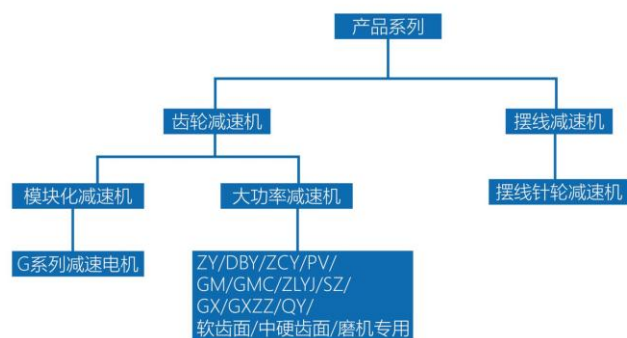 产品系列
齿轮减速机
摆线减速机
模块化减速机
大功率减速机
摆线针轮减速机
G系列减速电机
ZY/DBY/ZCY/PV/
GM/GMC/ZLYJ/SZ/
GX/GXZZ/QY/
软齿面/中硬齿面/磨机专用